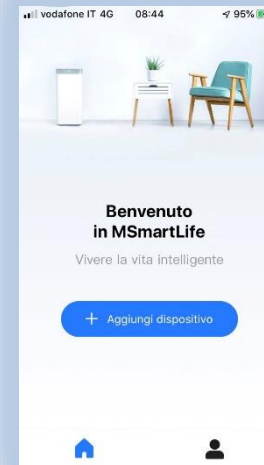 vodafone IT 4G 08:44 95%
Benvenuto
in MSmartLife
Vivere la vita intelligente
+ Aggiungi dispositivo